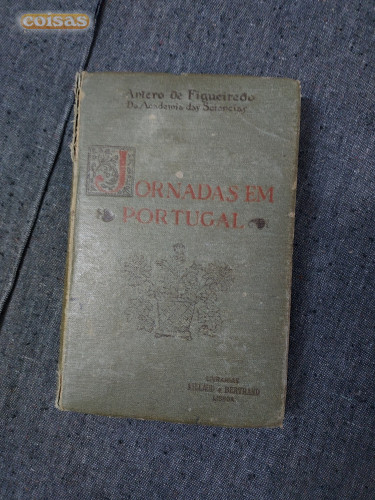 coisas
Antero de Figueiredo
Da Academia das Sciencias
JORNADAS EM
PORTUGAL
LIVRARIAS
AILLAUD e BERTRAND
LISBOA